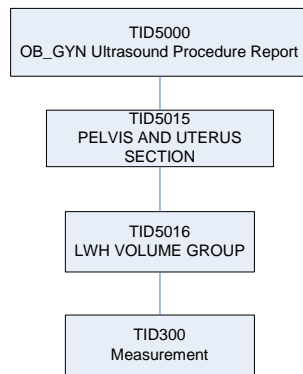 TID5000
OB_GYN Ultrasound Procedure Report
TID5015
PELVIS AND UTERUS
SECTION
TID5016
LWH VOLUME GROUP
TID300
Measurement